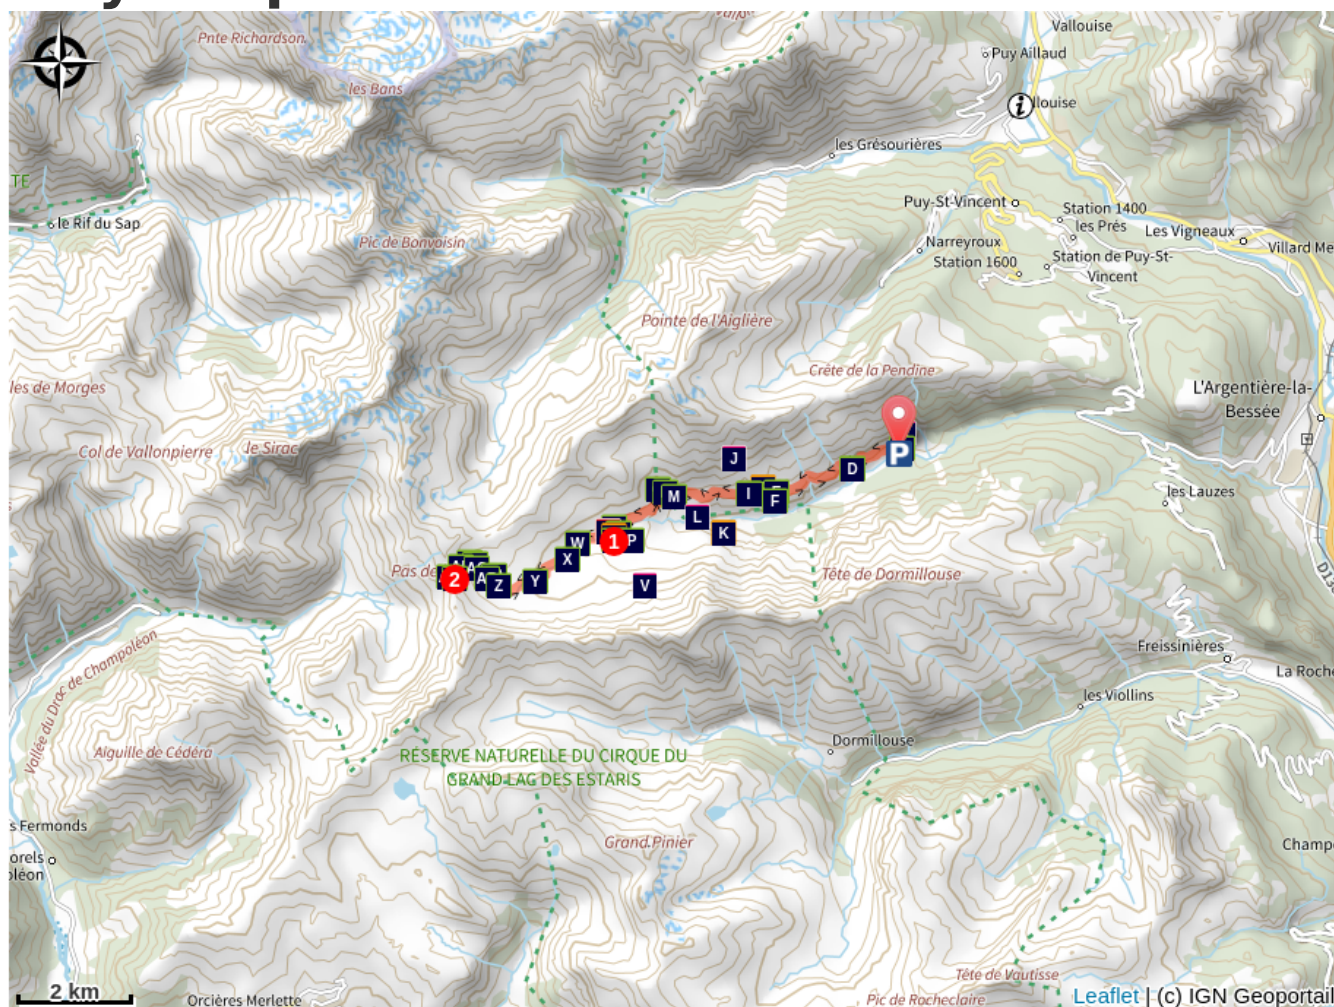 Vallouise
Pnte Richardson
Puy Aillaud
les Bans
llouise
les Grésourières
TE
Puy-St-Vincent
Station 1400
les Prés
le Rif du Sap
Les Vigneaux
Pic de Bonvoisin
Narreyroux
Villard Me
Station 1600
Station de Puy-St-
Vincent
Pointe de l'Aiglière
Crête de la Pendine
les de Morges
L'Argentière-la-
Bessée
Col de Vallonpierre
le Sirac
P
J
D
I
M
F
les Lauzes
L
K
W
1
P
X
Pas de
2
A
A
Z
Y
V
Tête de Dormillouse
Freissinières
La Roche
Vallée du Drac de Champoléon
les Viollins
Dormillouse
Aiguille de Cédéra
RÉSERVE NATURELLE DU CIRQUE DU
GRAND-LAC DES ESTARIS
s Fermonds
Grand Pinier
Champ
orels
oléon
Tête de Vautisse
2 km
Orcières Merlette
Pic de Rocheclaire
Leaflet | (c) IGN Geoportail